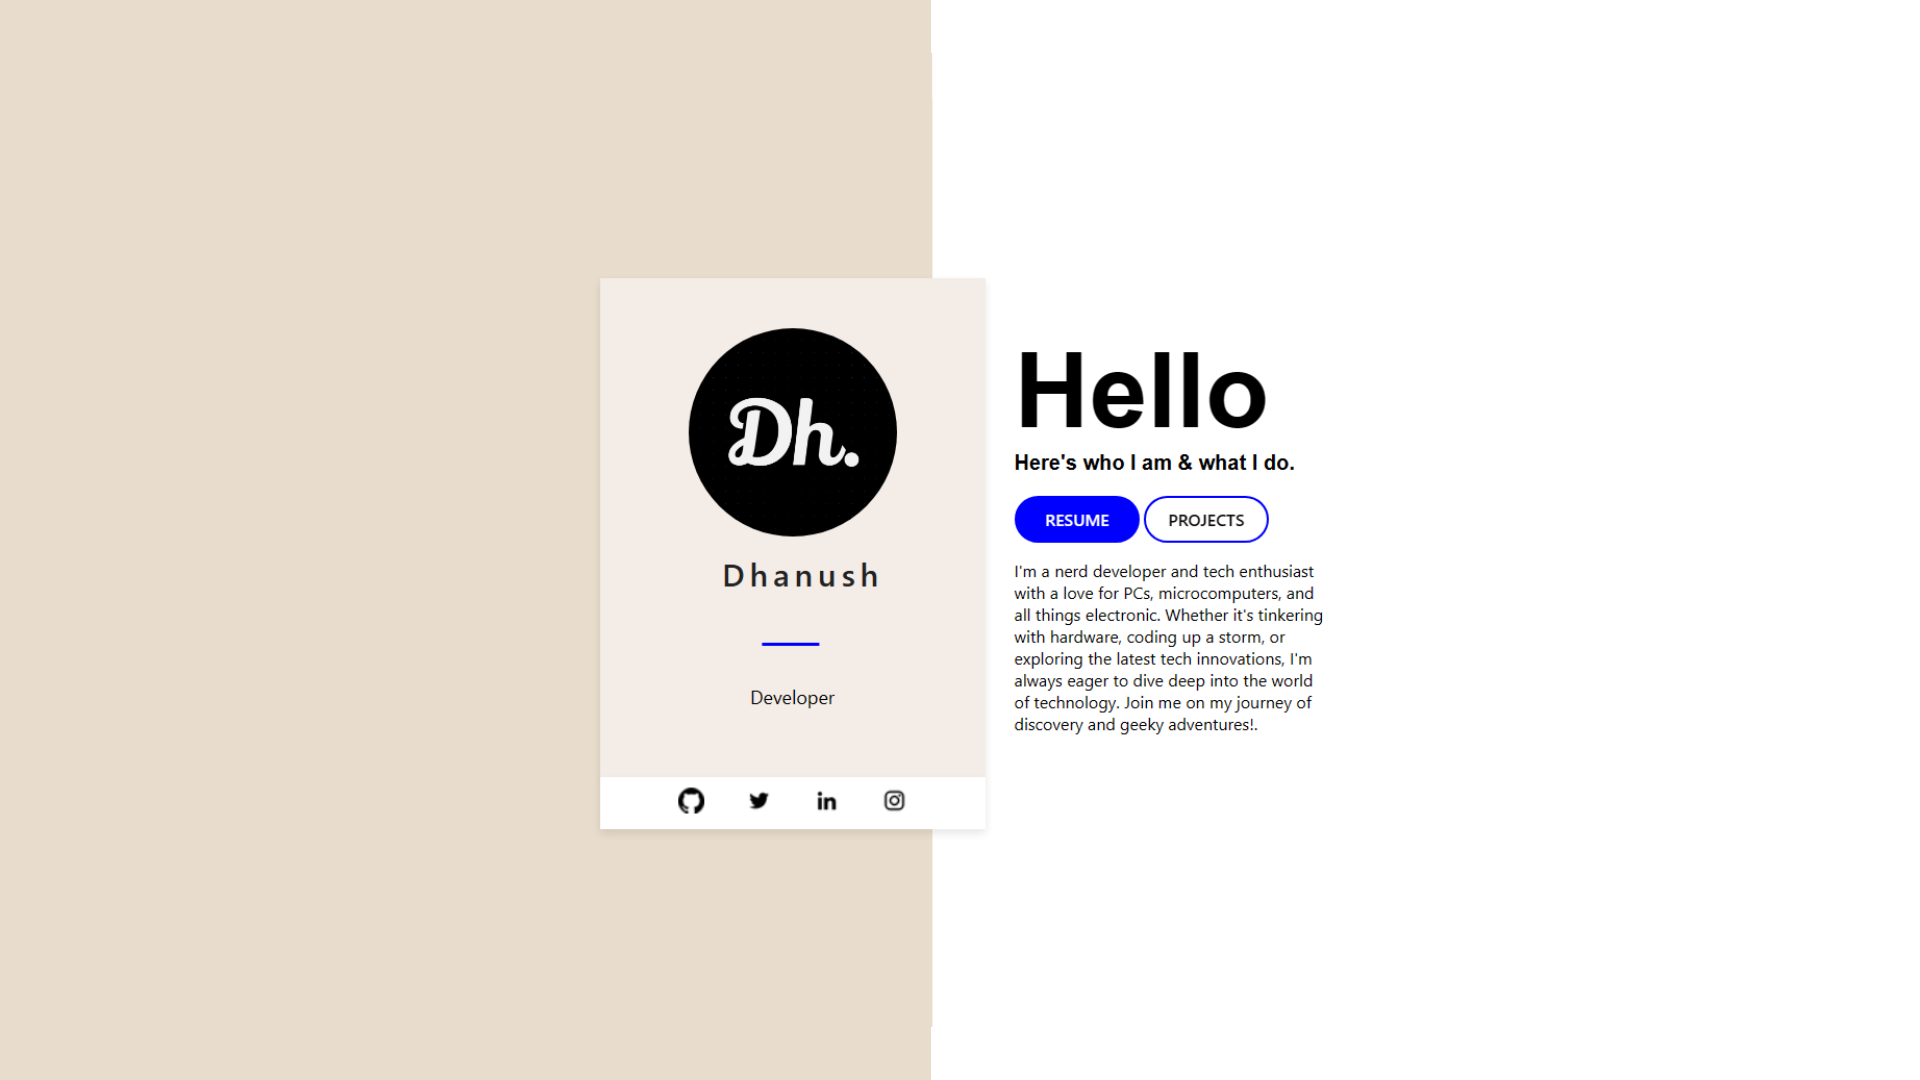 Dh.
Dhanush
Developer
Hello
Here's who I am & what I do.
RESUME PROJECTS
I'm a nerd developer and tech enthusiast
with a love for PCs, microcomputers, and
all things electronic. Whether it's tinkering
with hardware, coding up a storm, or
exploring the latest tech innovations, I'm
always eager to dive deep into the world
of technology. Join me on my journey of
discovery and geeky adventures!.